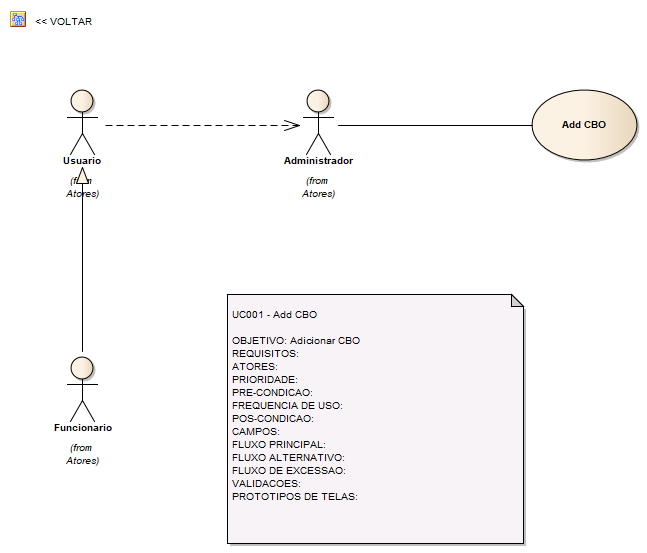 << VOLTAR
Usuario
(from
Atores)
Administrador
(from
Atores)
Add CBO
Funcionario
(from
Atores)
UC001 - Add CBO
OBJETIVO: Adicionar CBO
REQUISITOS:
ATORES:
PRIORIDADE:
PRE-CONDICAO:
FREQUENCIA DE USO:
POS-CONDICAO:
CAMPOS:
FLUXO PRINCIPAL:
FLUXO ALTERNATIVO:
FLUXO DE EXCESSAO:
VALIDACOES:
PROTOTIPOS DE TELAS: